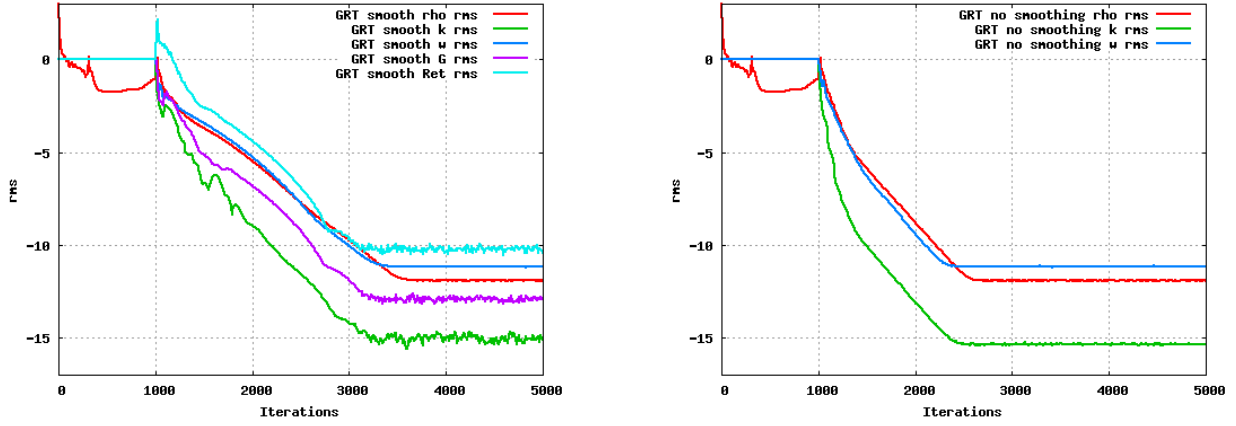 GRT smooth rho rms
GRT smooth k rms
GRT smooth w rms
GRT smooth G rms
GRT smooth Ret rms
0
-5
-10
-15
rms
0 1000 2000 3000 4000 5000
Iterations
GRT no smoothing rho rms
GRT no smoothing k rms
GRT no smoothing w rms
0
-5
-10
-15
rms
0 1000 2000 3000 4000 5000
Iterations